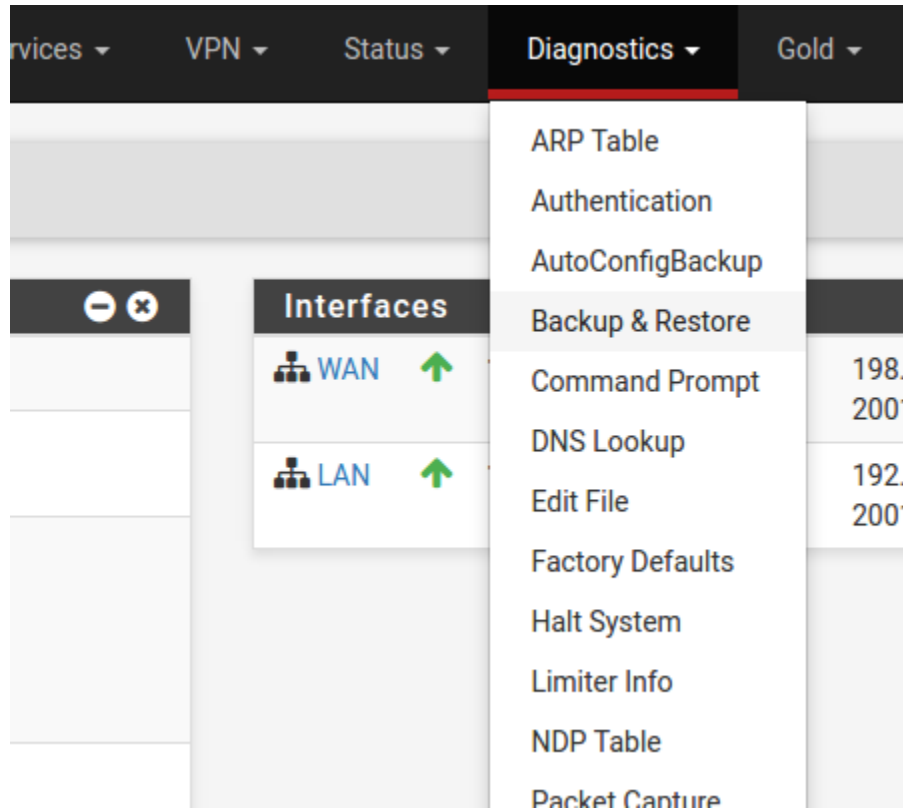 rvices VPN Status Diagnostics Gold
ARP Table
Authentication
AutoConfigBackup
Interfaces
Backup & Restore
WAN
198.
Command Prompt
200
DNS Lookup
LAN
192.
Edit File
200
Factory Defaults
Halt System
Limiter Info
NDP Table
Packet Capture